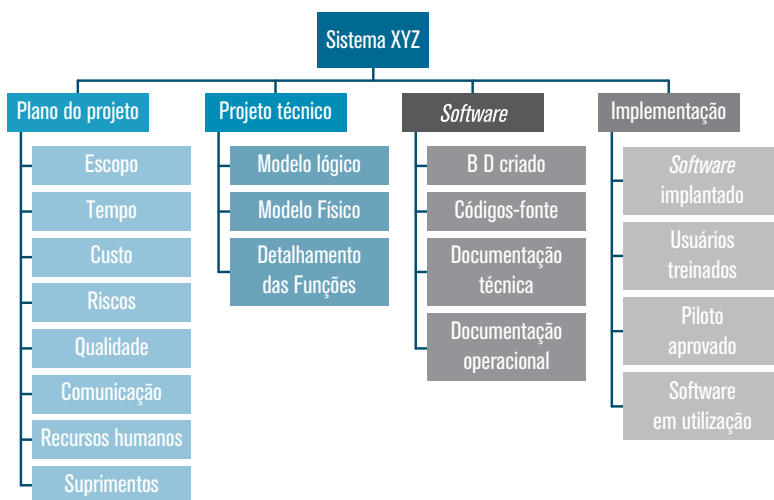 Sistema XYZ
Plano do projeto
Escopo
Tempo
Custo
Riscos
Qualidade
Comunicação
Recursos humanos
Suprimentos
Projeto técnico
Modelo lógico
Modelo Físico
Detalhamento
das Funções
Software
B D criado
Códigos-fonte
Documentação
técnica
Documentação
operacional
Implementação
Software
implantado
Usuários
treinados
Piloto
aprovado
Software
em utilização